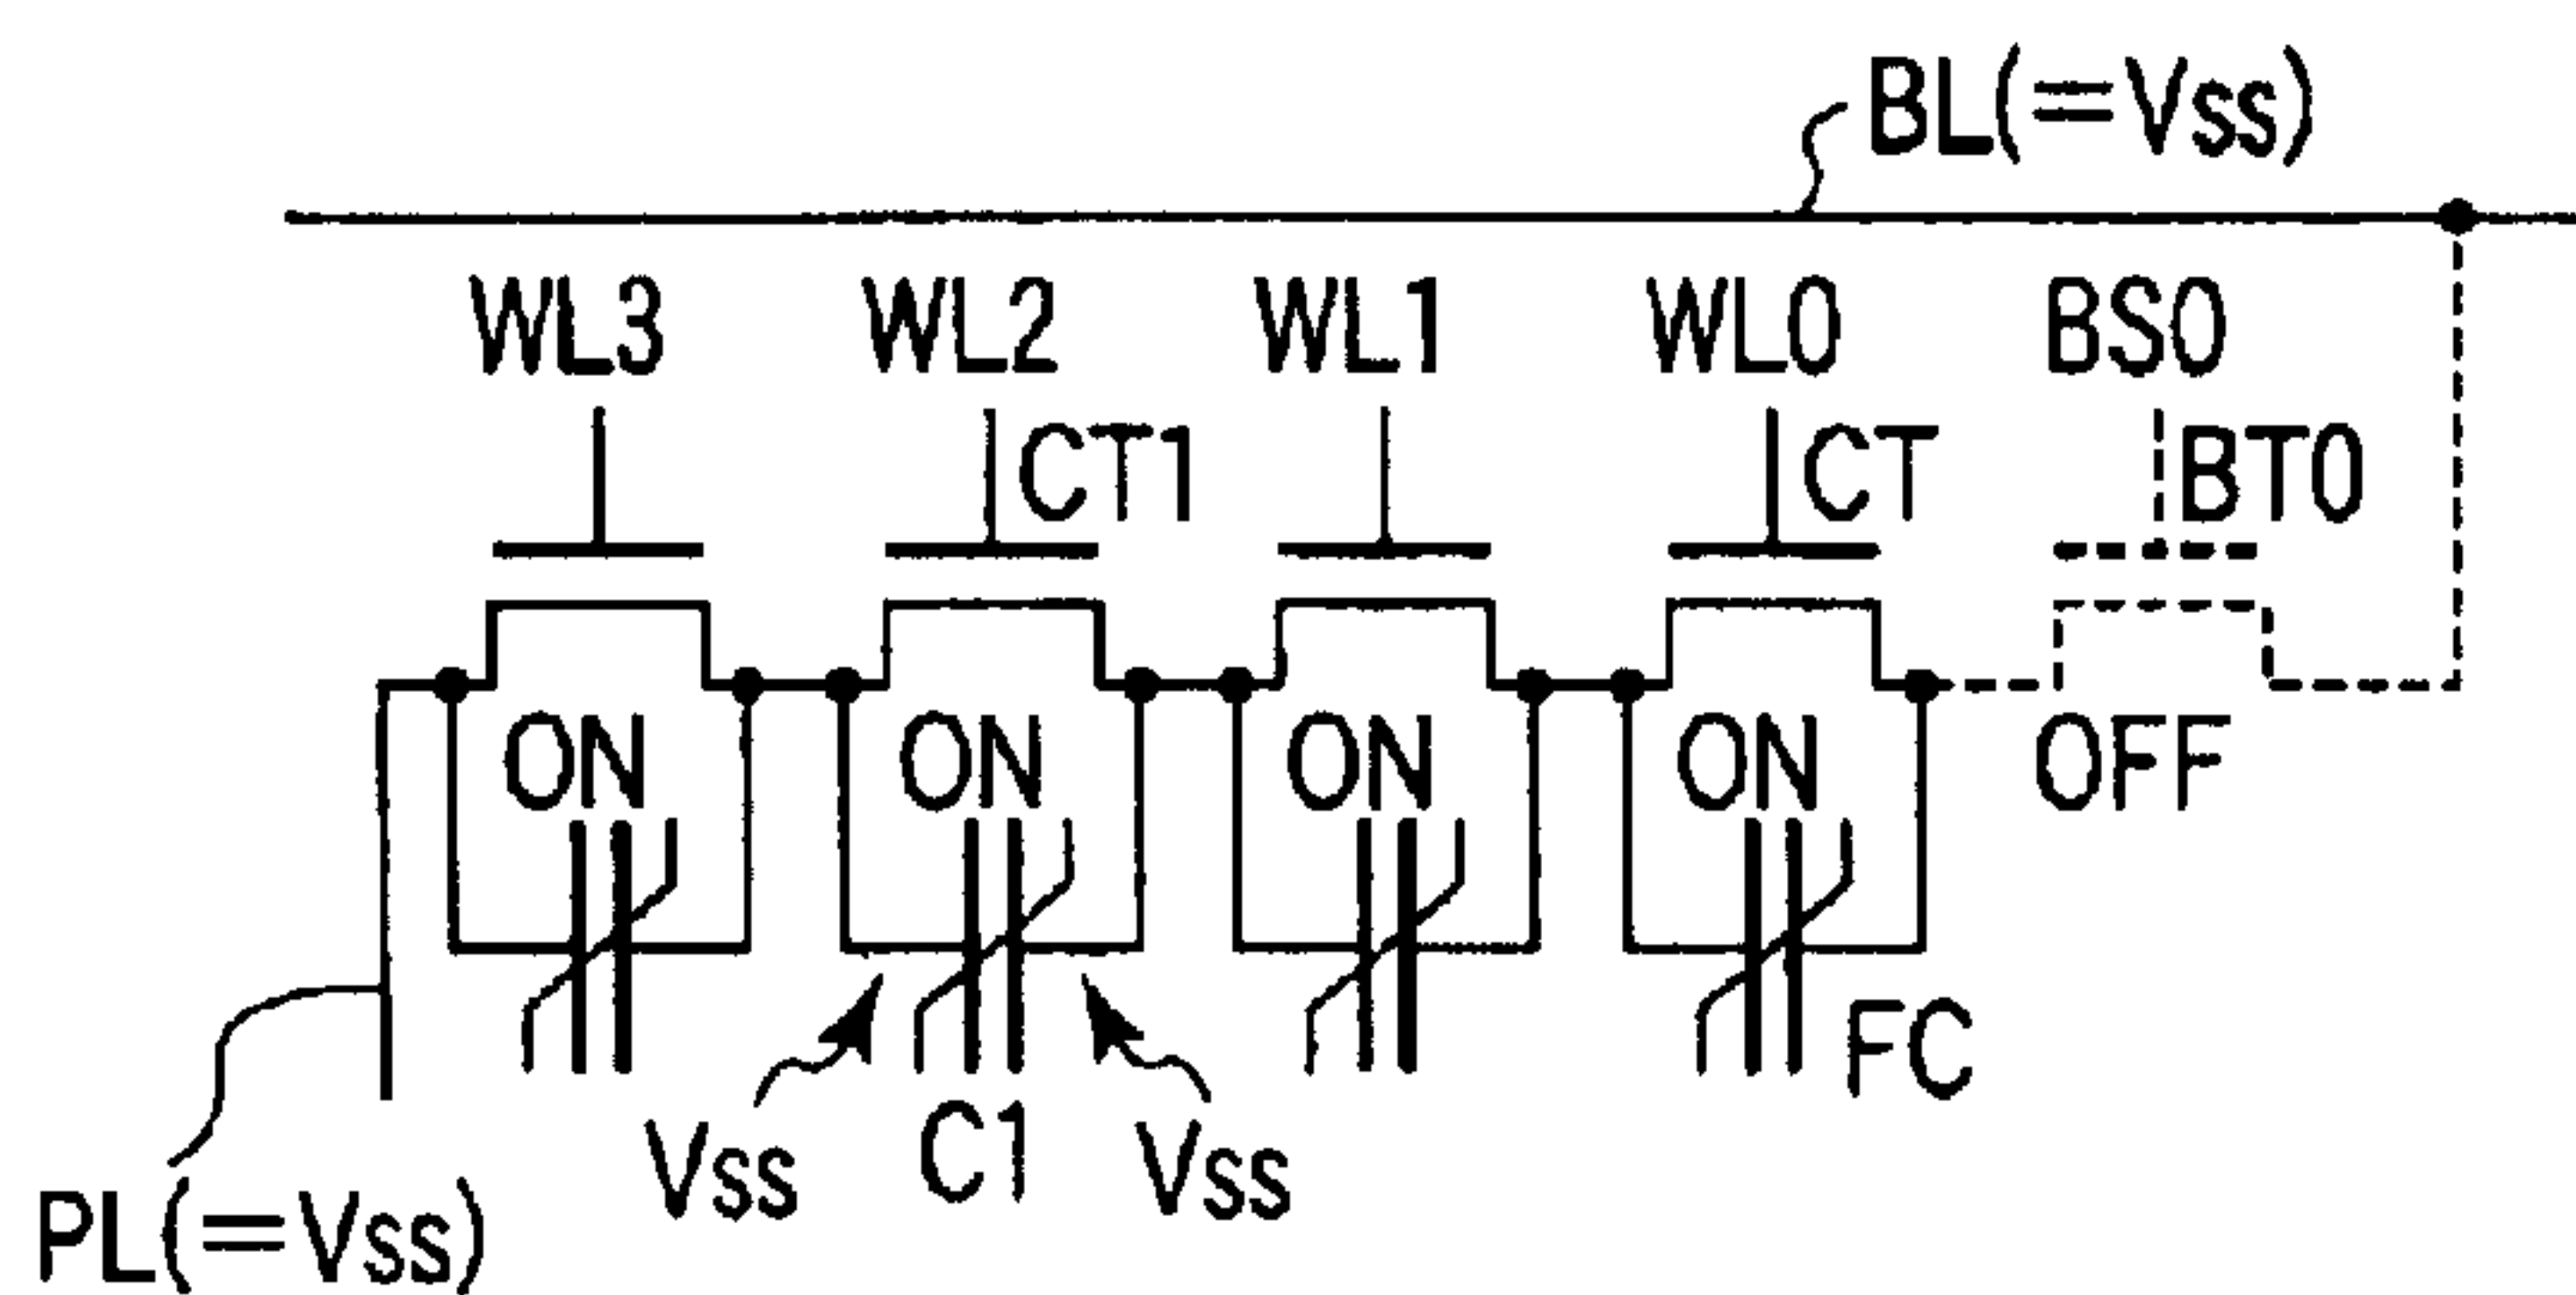 BL(=Vss)
WL3 WL2 WL1 WL0 BS0
CT1 CT BT0
ON ON ON ON OFF
FC
Vss C1 Vss
PL(=Vss)